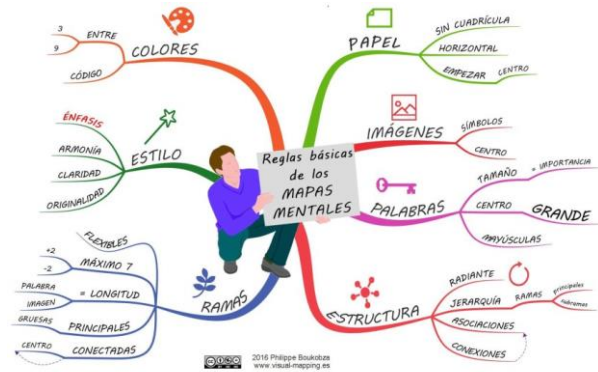 Reglas básicas
de los
MAPAS
MENTALES
PAPEL
SIN CUADRÍCULA
HORIZONTAL
EMPEZAR CENTRO
IMÁGENES
SÍMBOLOS
CENTRO
PALABRAS
TAMAÑO = IMPORTANCIA
CENTRO GRANDE
MAYÚSCULAS
ESTRUCTURA
RADIANTE
JERARQUÍA RAMAS principales
subramas
ASOCIACIONES
CONEXIONES
RAMAS
FLEXIBLES
MÁXIMO 7
+2
-2
= LONGITUD
PALABRA
IMAGEN
PRINCIPALES GRUESAS
CONECTADAS CENTRO
ESTILO
ÉNFASIS
ARMONÍA
CLARIDAD
ORIGINALIDAD
COLORES
ENTRE
3
9
CÓDIGO
2016 Philippe Boukobza
www.visual-mapping.es